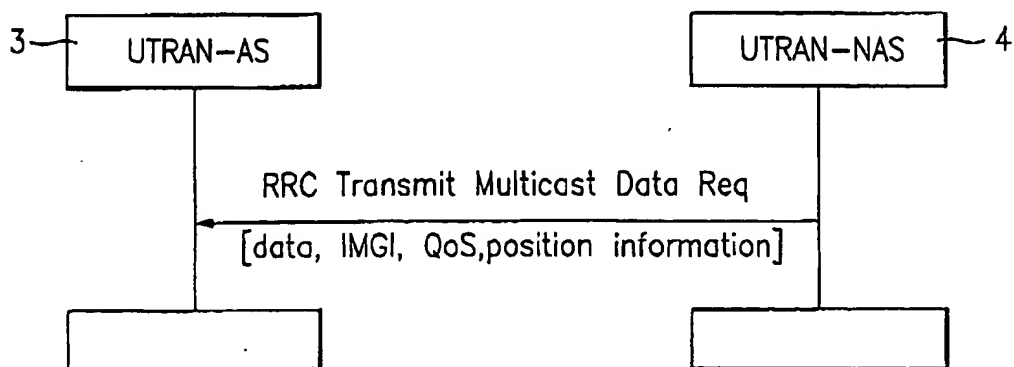 3 UTRAN-AS UTRAN-NAS 4
RRC Transmit Multicast Data Req
[data, IMGI, QoS,position information]